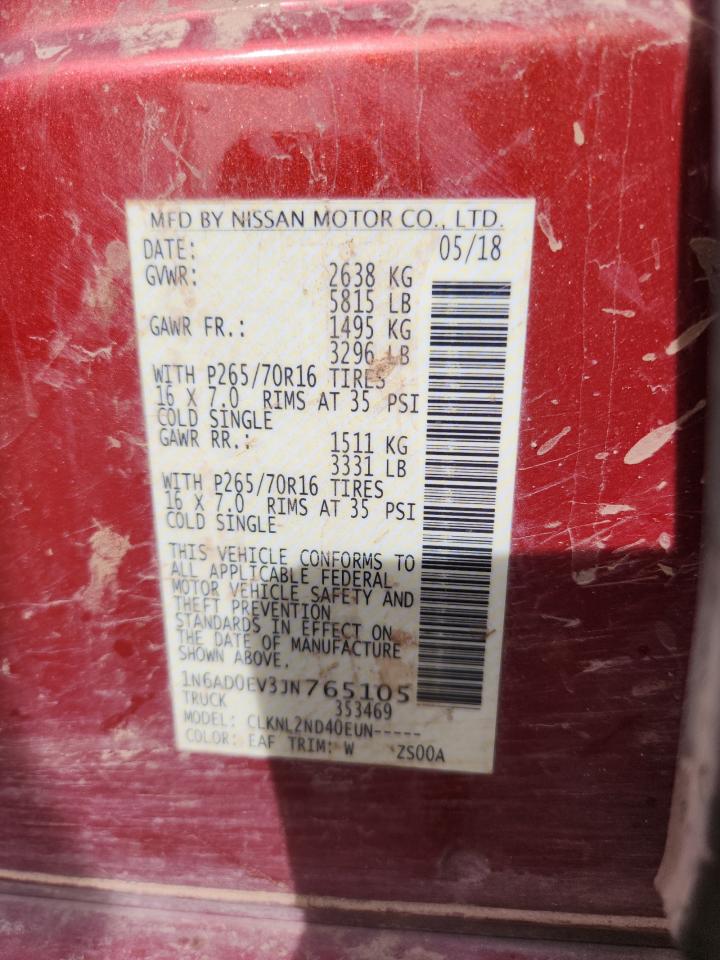 MFD BY NISSAN MOTOR CO., LTD.
DATE: 05/18
GVWR: 2638 KG
5815 LB
GAWR FR.: 1495 KG
3296 LB
WITH P265/70R16 TIRES
16 X 7.0 RIMS AT 35 PSI
COLD SINGLE
GAWR RR.: 1511 KG
3331 LB
WITH P265/70R16 TIRES
16 X 7.0 RIMS AT 35 PSI
COLD SINGLE
THIS VEHICLE CONFORMS TO
ALL APPLICABLE FEDERAL
MOTOR VEHICLE SAFETY AND
THEFT PREVENTION
STANDARDS IN EFFECT ON
THE DATE OF MANUFACTURE
SHOWN ABOVE.
1N6AD0EV3JN765105
TRUCK 353469
MODEL: CLKNL2ND40EUN-----
COLOR: EAF TRIM: W ZS00A